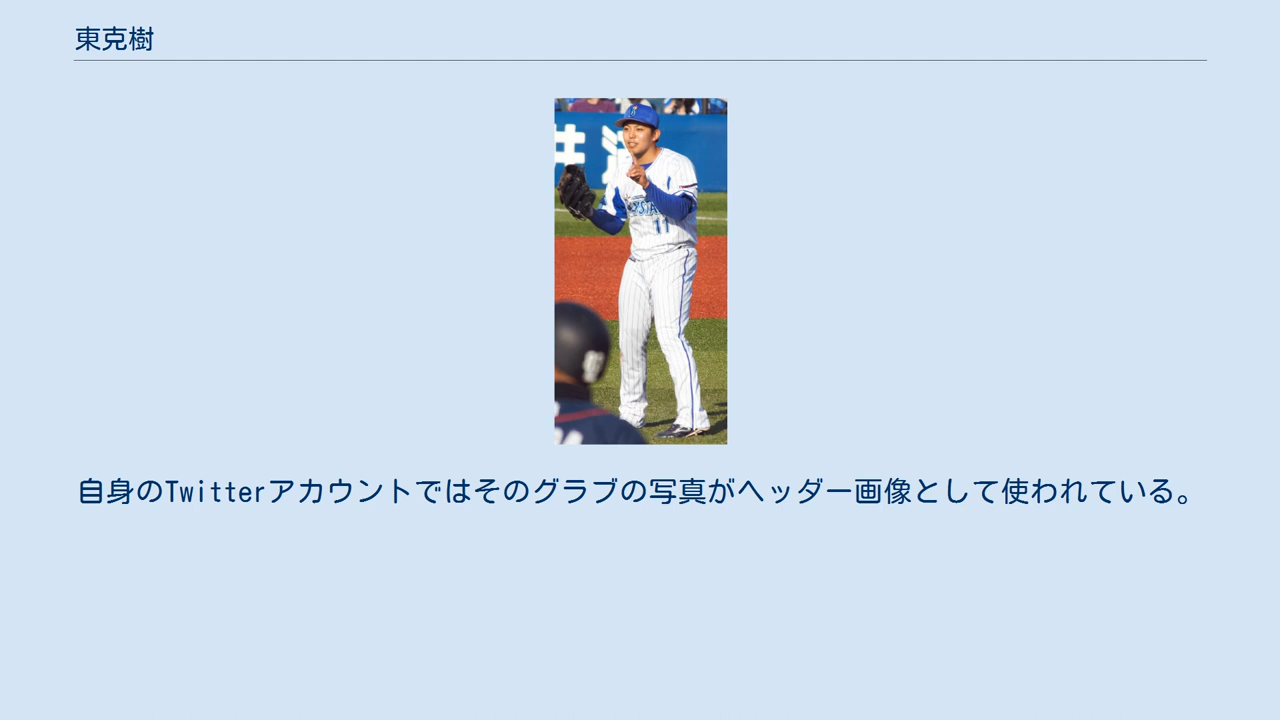 東克樹
11
自身のTwitterアカウントではそのグラブの写真がヘッダー画像として使われている。